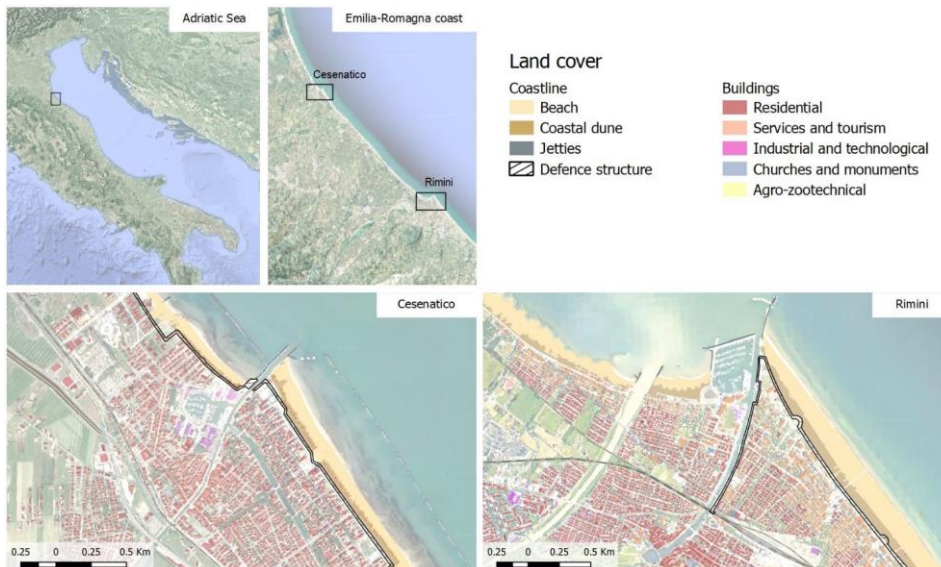 Adriatic Sea
Emilia-Romagna coast
Cesenatico
Rimini
Land cover
Coastline
Beach
Coastal dune
Jetties
Defence structure
Buildings
Residential
Services and tourism
Industrial and technological
Churches and monuments
Agro-zootechnical
Cesenatico
0.25 0 0.25 0.5 Km
Rimini
0.25 0 0.25 0.5 Km